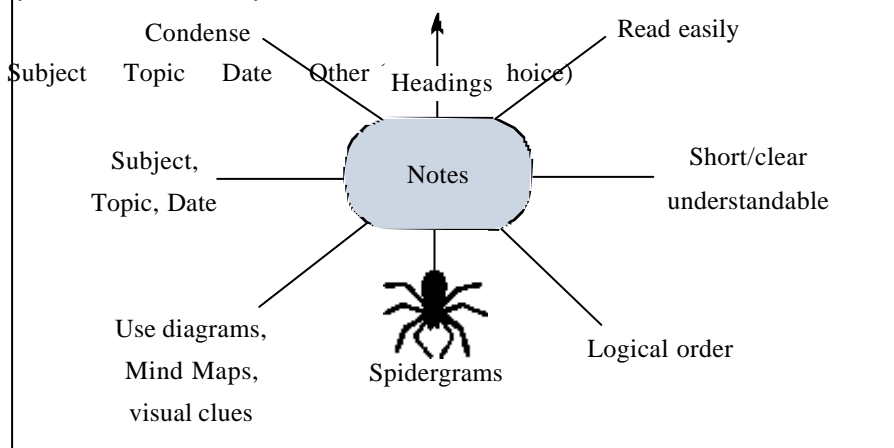 Condense
Read easily
Subject Topic Date Other hoice)
Headings
Subject,
Topic, Date
Notes
Short/clear
understandable
Use diagrams,
Mind Maps,
visual clues
Spidergrams
Logical order